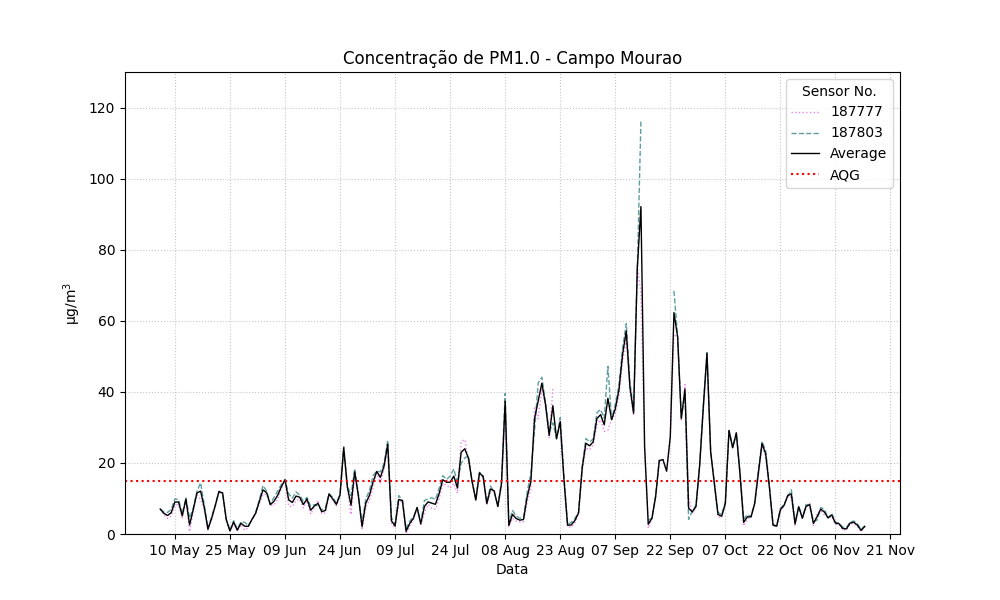 Concentração de PM1.0 - Campo Mourao
Sensor No.
187777
187803
Average
AQG
120
100
80
60
40
20
0
µg/m³
10 May 25 May 09 Jun 24 Jun 09 Jul 24 Jul 08 Aug 23 Aug 07 Sep 22 Sep 07 Oct 22 Oct 06 Nov 21 Nov
Data